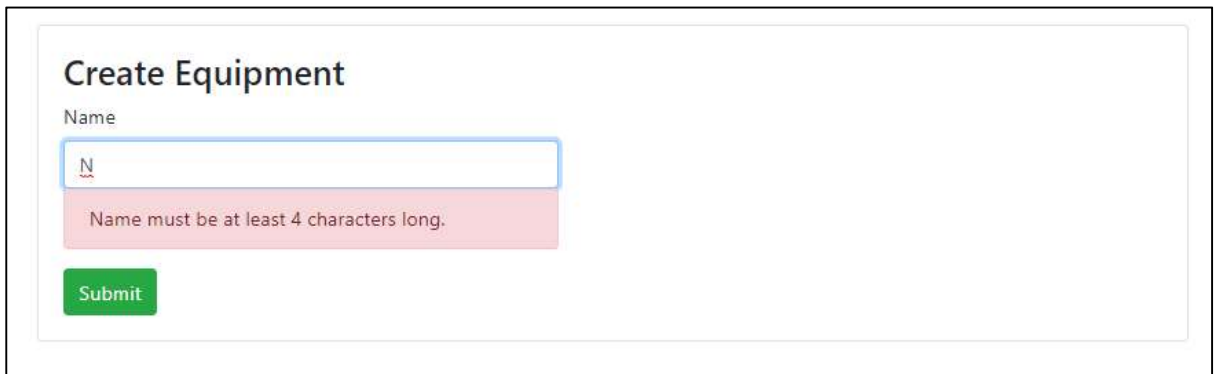 Create Equipment
Name
N
Name must be at least 4 characters long.
Submit